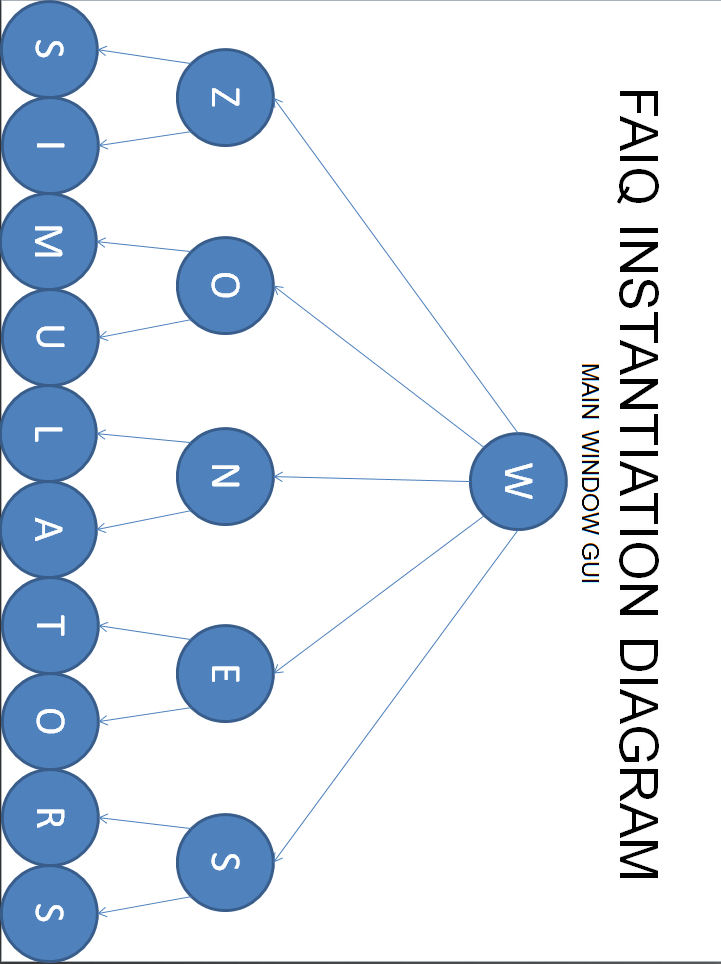 FAIQ INSTANTIATION DIAGRAM
MAIN WINDOW GUI
W
Z O N E S
S I M U L A T O R S